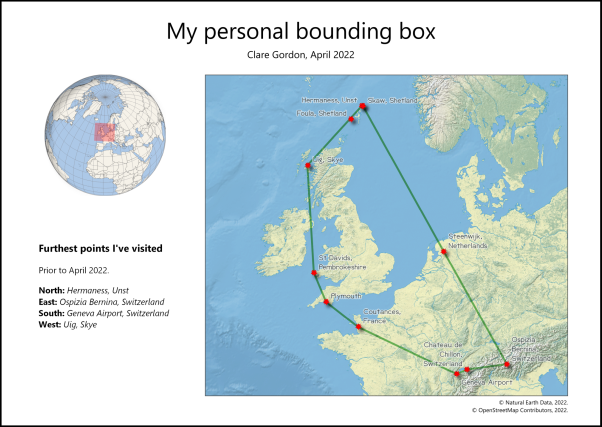 My personal bounding box
Clare Gordon, April 2022
Hermaness, Unst
Skaw, Shetland
Foula, Shetland
Uig, Skye
Steenwijk,
Netherlands
St Davids,
Pembrokeshire
Plymouth
Coutances,
France
Chateau de
Chillon,
Switzerland
Ospizia
Bernina,
Switzerland
Geneva Airport
Furthest points I've visited
Prior to April 2022.
North: Hermaness, Unst
East: Ospizia Bernina, Switzerland
South: Geneva Airport, Switzerland
West: Uig, Skye
© Natural Earth Data, 2022.
© OpenStreetMap Contributors, 2022.